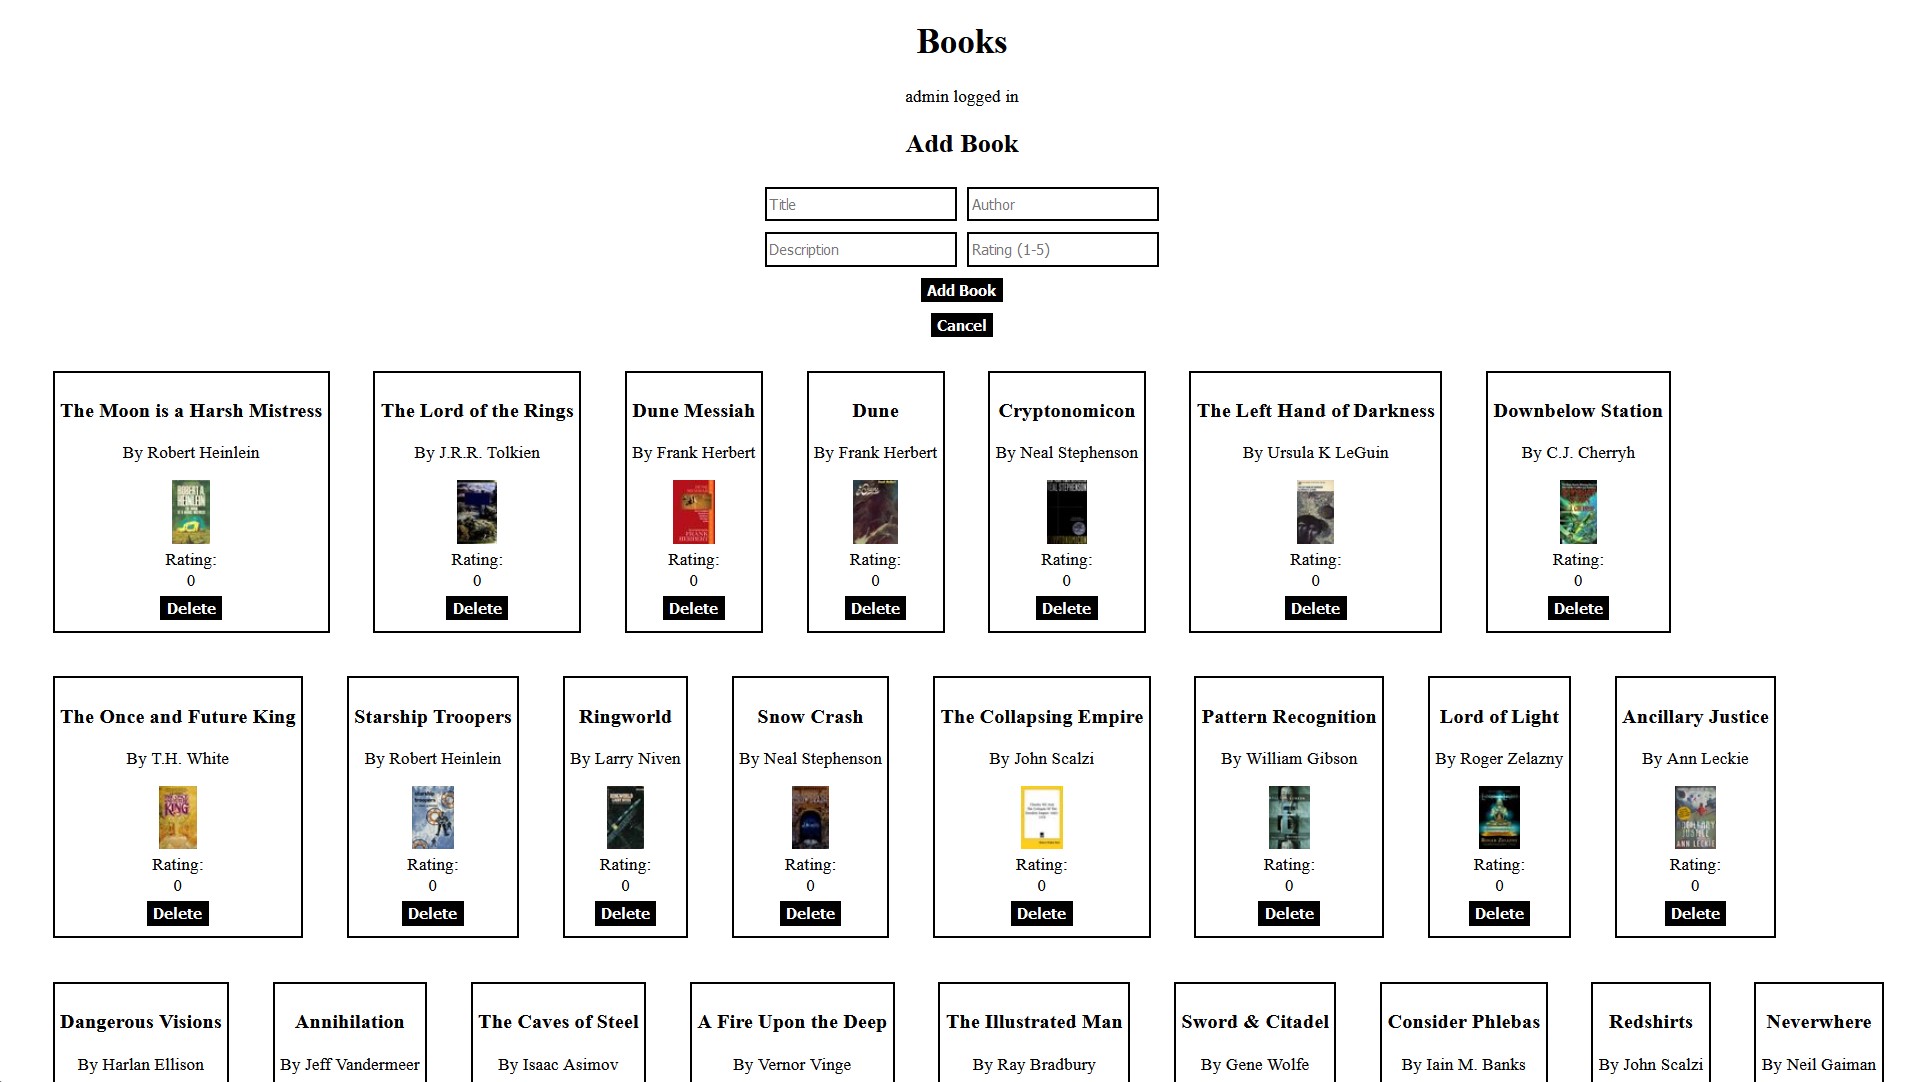 Books
admin logged in
Add Book
Title
Author
Description
Rating (1-5)
Add Book
Cancel
The Moon is a Harsh Mistress
By Robert Heinlein
Rating:
0
Delete
The Lord of the Rings
By J.R.R. Tolkien
Rating:
0
Delete
Dune Messiah
By Frank Herbert
Rating:
0
Delete
Dune
By Frank Herbert
Rating:
0
Delete
Cryptonomicon
By Neal Stephenson
Rating:
0
Delete
The Left Hand of Darkness
By Ursula K LeGuin
Rating:
0
Delete
Downbelow Station
By C.J. Cherryh
Rating:
0
Delete
The Once and Future King
By T.H. White
Rating:
0
Delete
Starship Troopers
By Robert Heinlein
Rating:
0
Delete
Ringworld
By Larry Niven
Rating:
0
Delete
Snow Crash
By Neal Stephenson
Rating:
0
Delete
The Collapsing Empire
By John Scalzi
Rating:
0
Delete
Pattern Recognition
By William Gibson
Rating:
0
Delete
Lord of Light
By Roger Zelazny
Rating:
0
Delete
Ancillary Justice
By Ann Leckie
Rating:
0
Delete
Dangerous Visions
By Harlan Ellison
Annihilation
By Jeff Vandermeer
The Caves of Steel
By Isaac Asimov
A Fire Upon the Deep
By Vernor Vinge
The Illustrated Man
By Ray Bradbury
Sword & Citadel
By Gene Wolfe
Consider Phlebas
By Iain M. Banks
Redshirts
By John Scalzi
Neverwhere
By Neil Gaiman